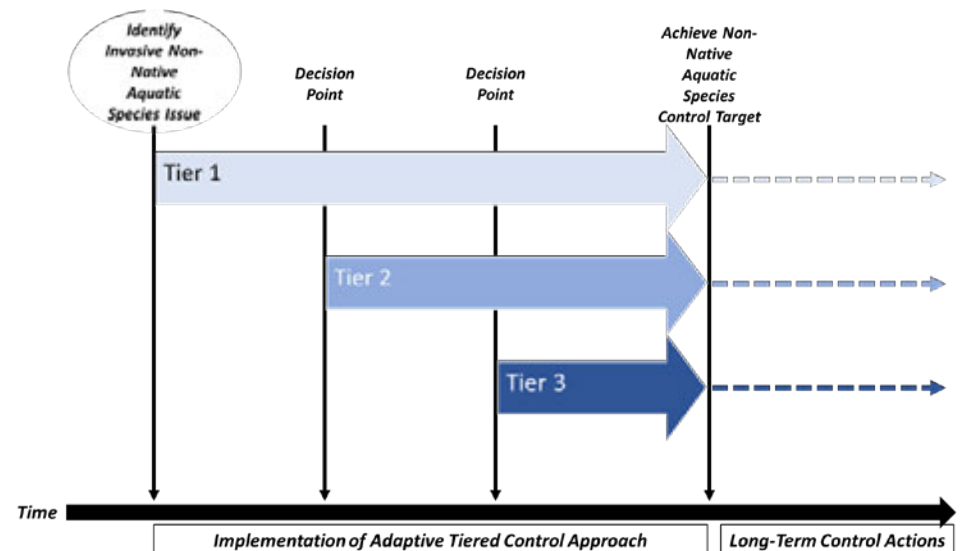 Identify
Invasive Non-
Native
Aquatic
Species Issue
Decision
Point
Decision
Point
Achieve Non-
Native
Aquatic
Species
Control Target
Tier 1
Tier 2
Tier 3
Time
Implementation of Adaptive Tiered Control Approach
Long-Term Control Actions